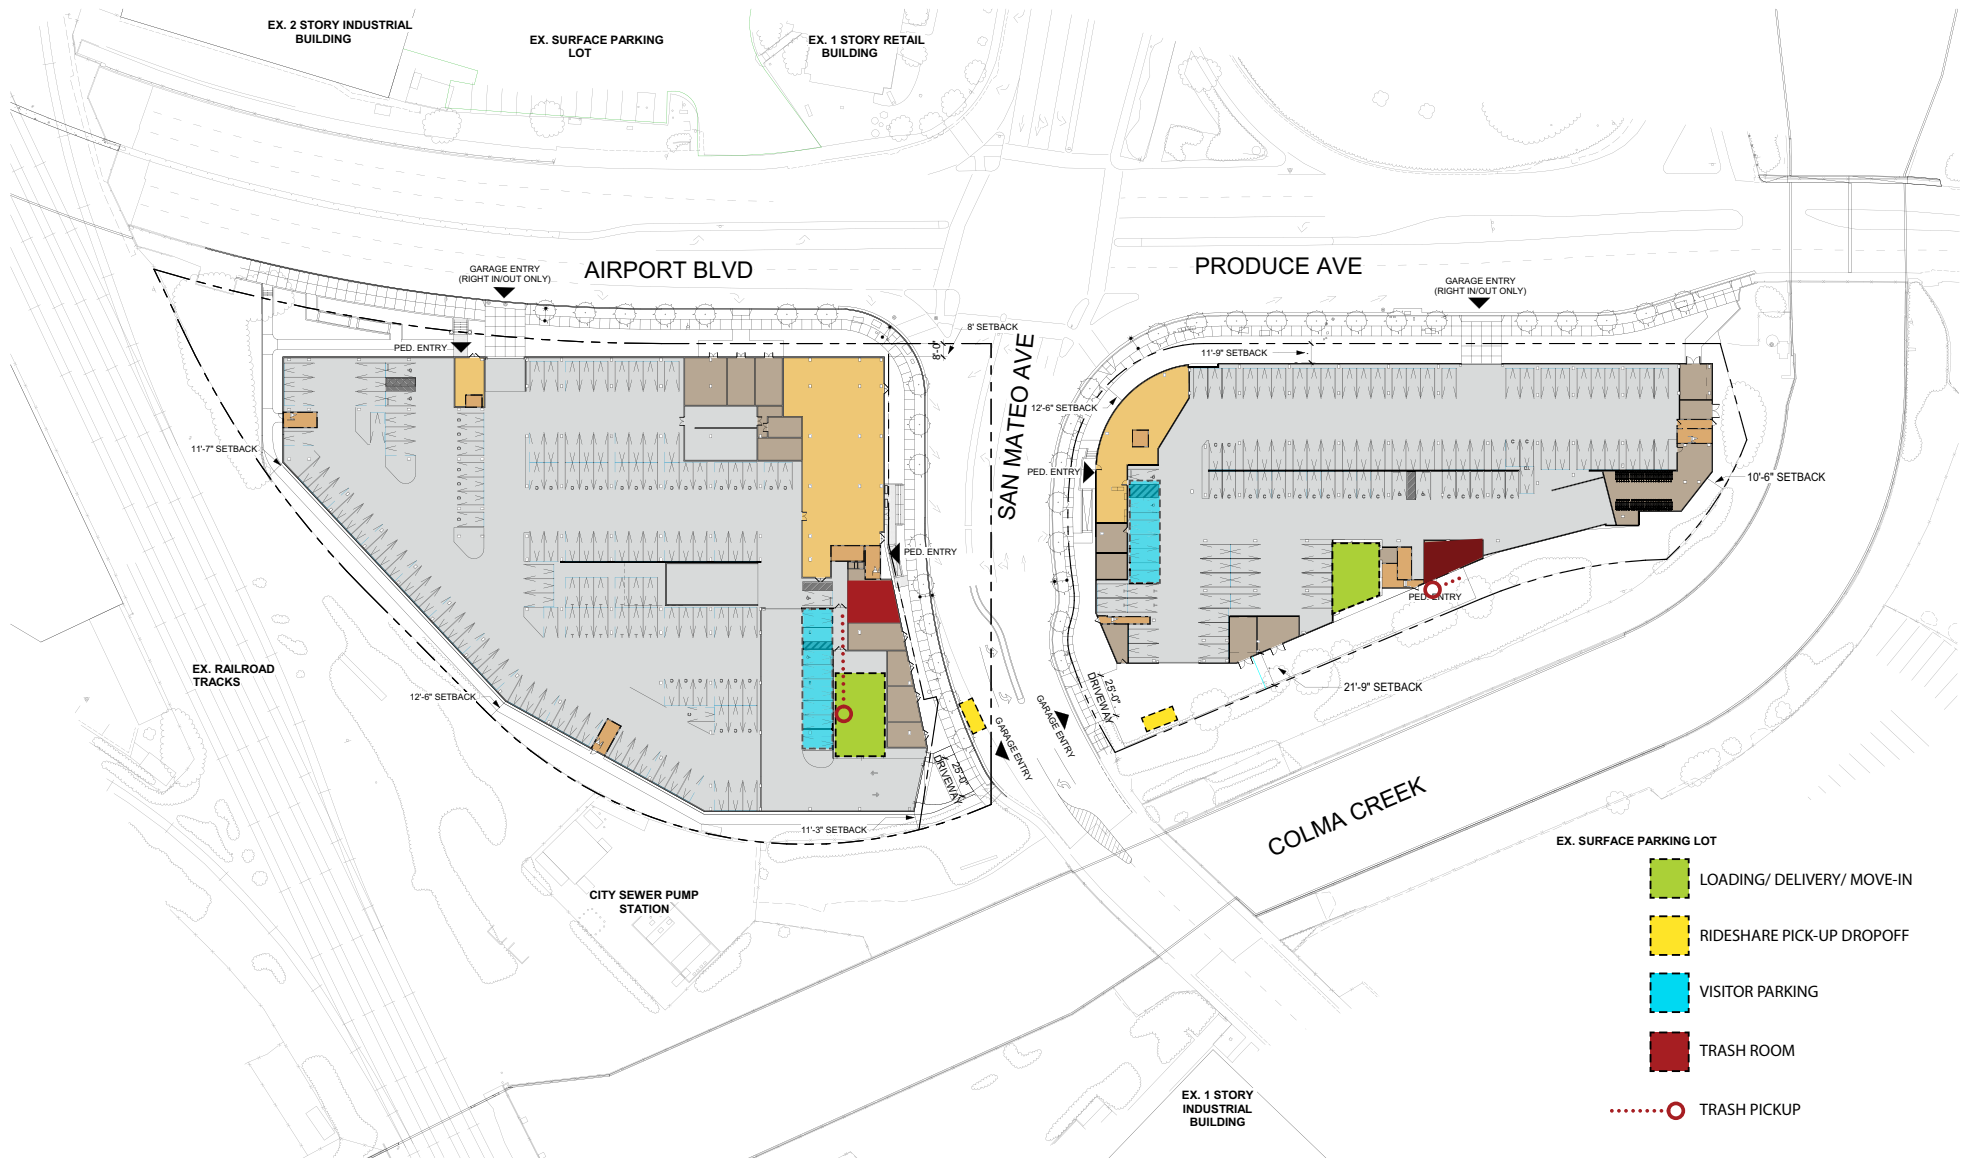 EX. 2 STORY INDUSTRIAL
BUILDING
EX. SURFACE PARKING
LOT
EX. 1 STORY RETAIL
BUILDING
GARAGE ENTRY
(RIGHT IN/OUT ONLY)
AIRPORT BLVD
PRODUCE AVE
GARAGE ENTRY
(RIGHT IN/OUT ONLY)
PED. ENTRY
8' SETBACK
8'-0"
SAN MATEO AVE
11'-9" SETBACK
12'-6" SETBACK
11'-7" SETBACK
PED. ENTRY
10'-6" SETBACK
PED. ENTRY
PED. ENTRY
EX. RAILROAD
TRACKS
12'-6" SETBACK
21'-9" SETBACK
25'-0"
DRIVEWAY
GARAGE ENTRY
GARAGE ENTRY
25'-0"
DRIVEWAY
11'-3" SETBACK
COLMA CREEK
CITY SEWER PUMP
STATION
EX. SURFACE PARKING LOT
LOADING/ DELIVERY/ MOVE-IN
RIDESHARE PICK-UP DROPOFF
VISITOR PARKING
TRASH ROOM
TRASH PICKUP
EX. 1 STORY
INDUSTRIAL
BUILDING